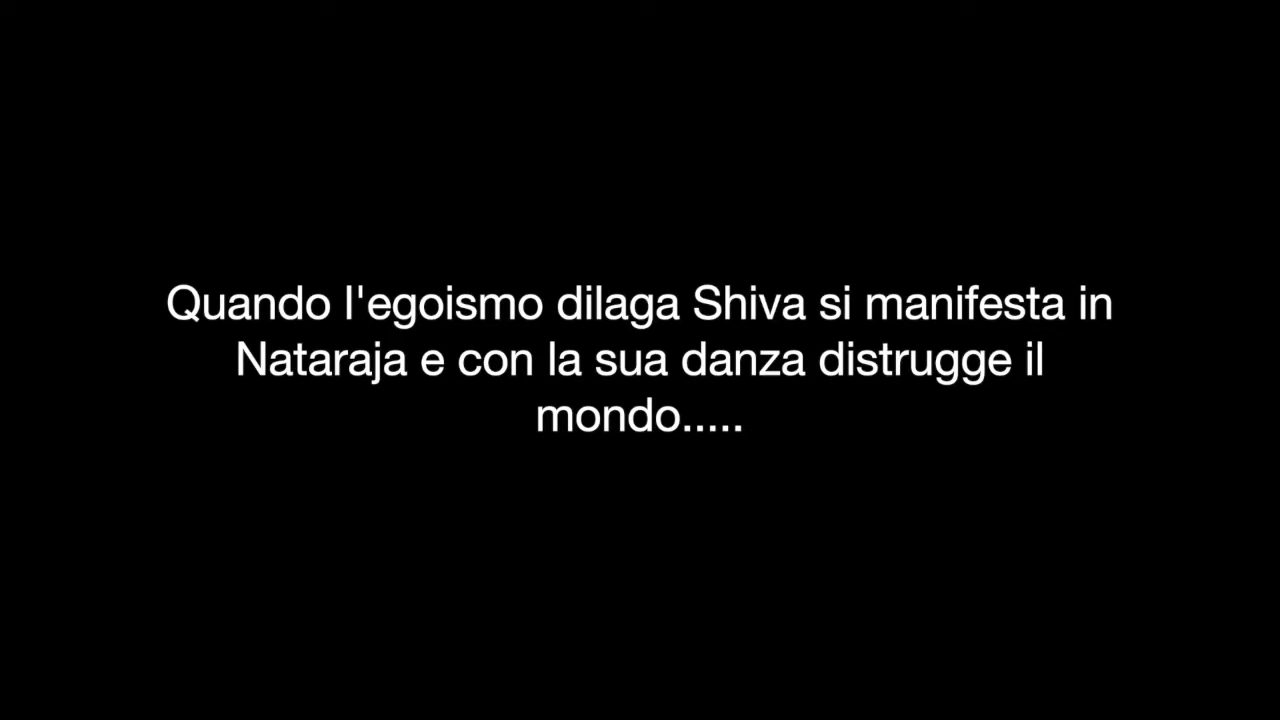 Quando l'egoismo dilaga Shiva si manifesta in
Nataraja e con la sua danza distrugge il
mondo.....